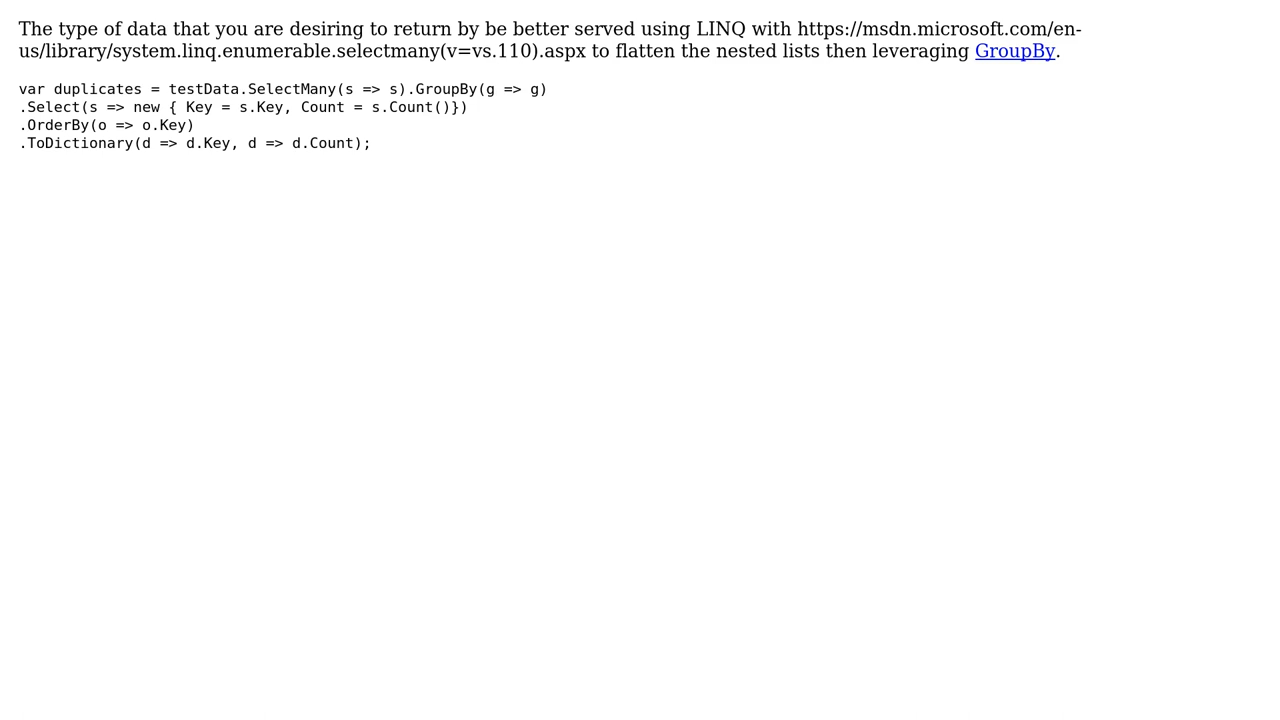 The type of data that you are desiring to return by be better served using LINQ with https://msdn.microsoft.com/en-
us/library/system.linq.enumerable.selectmany(v=vs.110).aspx to flatten the nested lists then leveraging GroupBy.
var duplicates = testData.SelectMany(s => s).GroupBy(g => g)
.Select(s => new { Key = s.Key, Count = s.Count()})
.OrderBy(o => o.Key)
.ToDictionary(d => d.Key, d => d.Count);